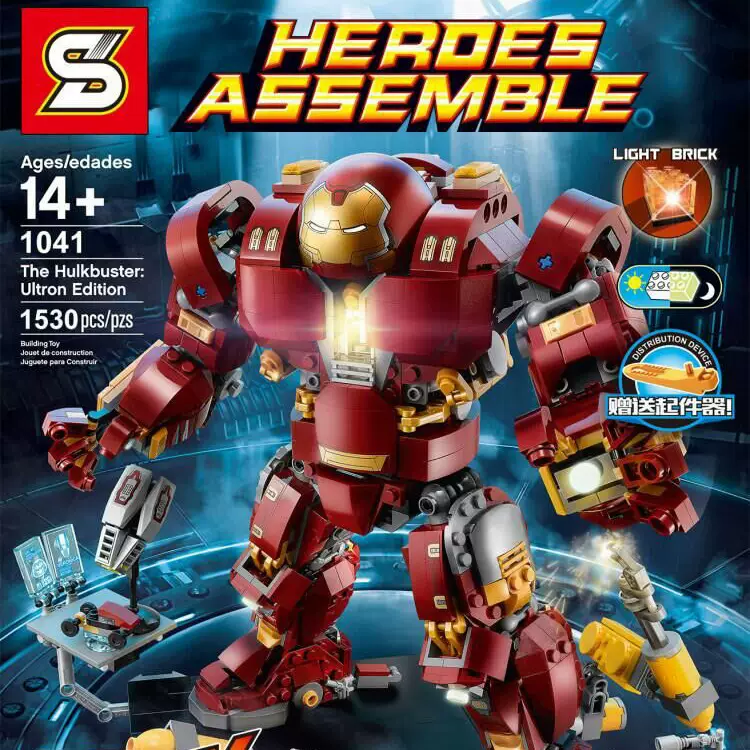 S
HEROES
ASSEMBLE
Ages/edades
14+
1041
The Hulkbuster:
Ultron Edition
1530 pcs/pzs
Building Toy
Jouet de construction
Juguete para Construir
LIGHT BRICK
DISTRIBUTION DEVICE
赠送起件器!